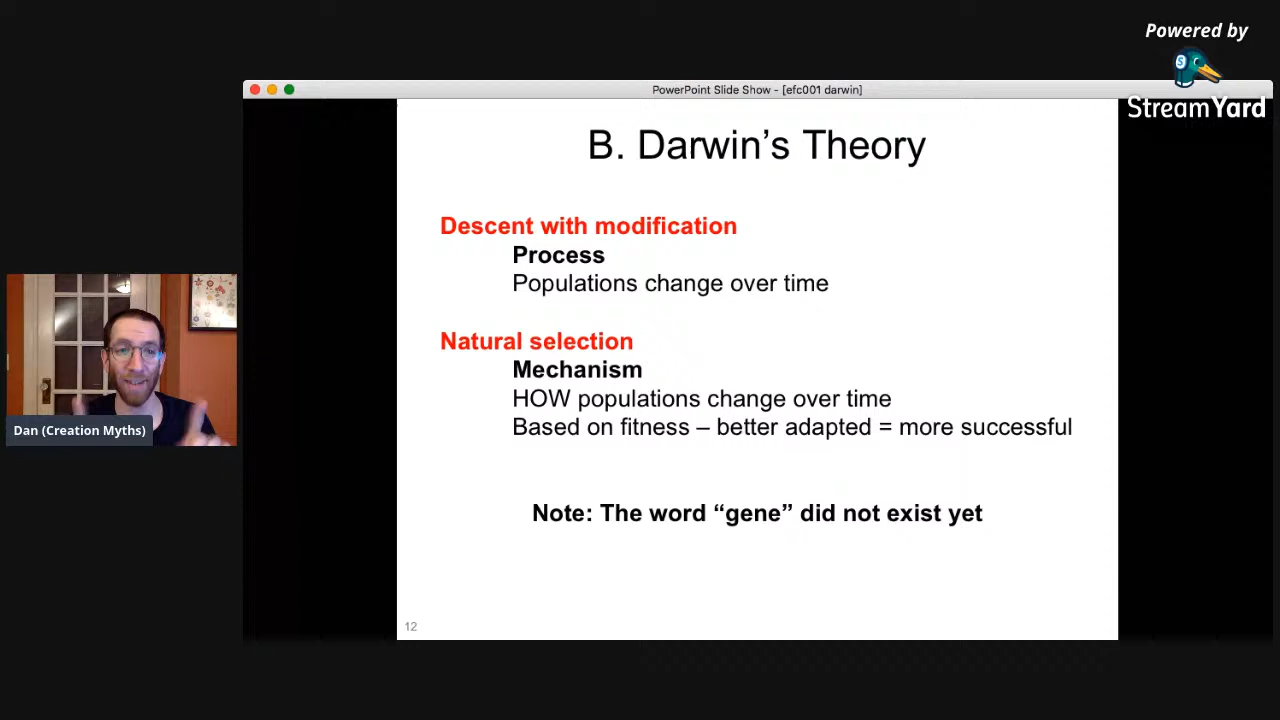 Powered by
StreamYard
PowerPoint Slide Show - [efc001 darwin]
B. Darwin’s Theory
Descent with modification
Process
Populations change over time
Natural selection
Mechanism
HOW populations change over time
Based on fitness – better adapted = more successful
Note: The word “gene” did not exist yet
12
Dan (Creation Myths)